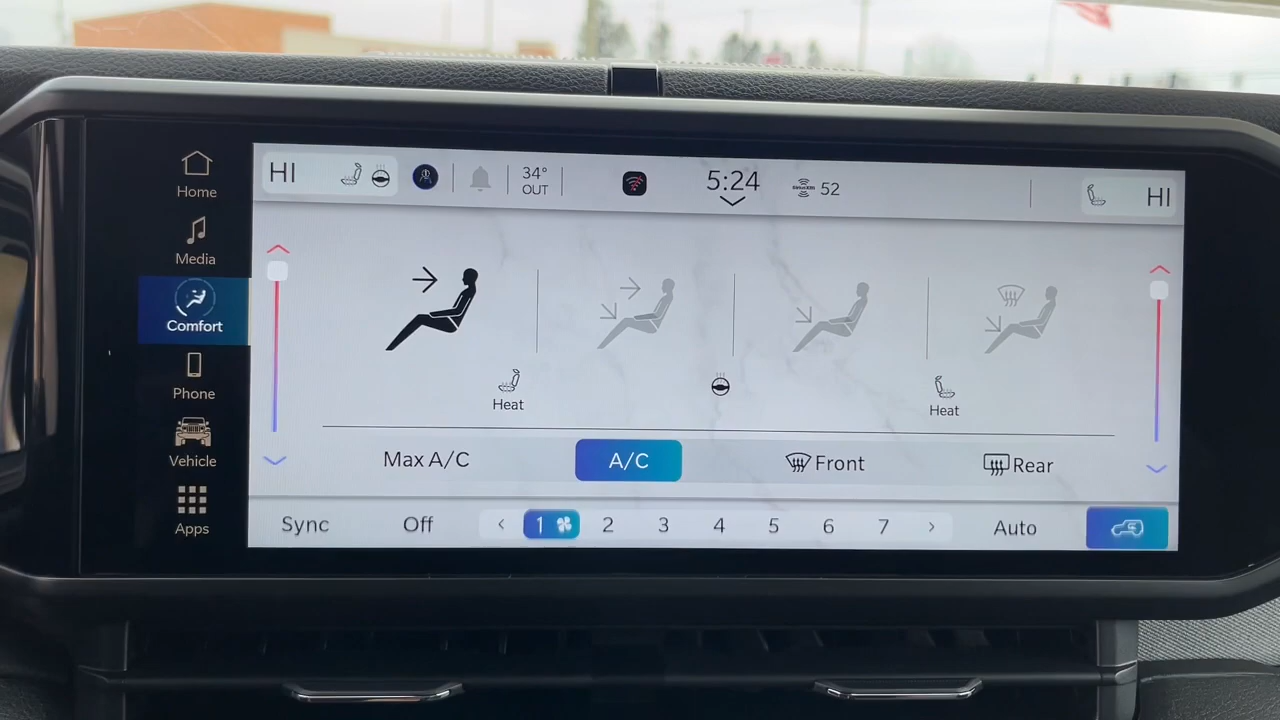 HI
34°
OUT
5:24
SiriusXM
52
HI
Home
Media
Comfort
Phone
Vehicle
Apps
Heat
Heat
Max A/C
A/C
Front
Rear
Sync
Off
1
2
3
4
5
6
7
Auto